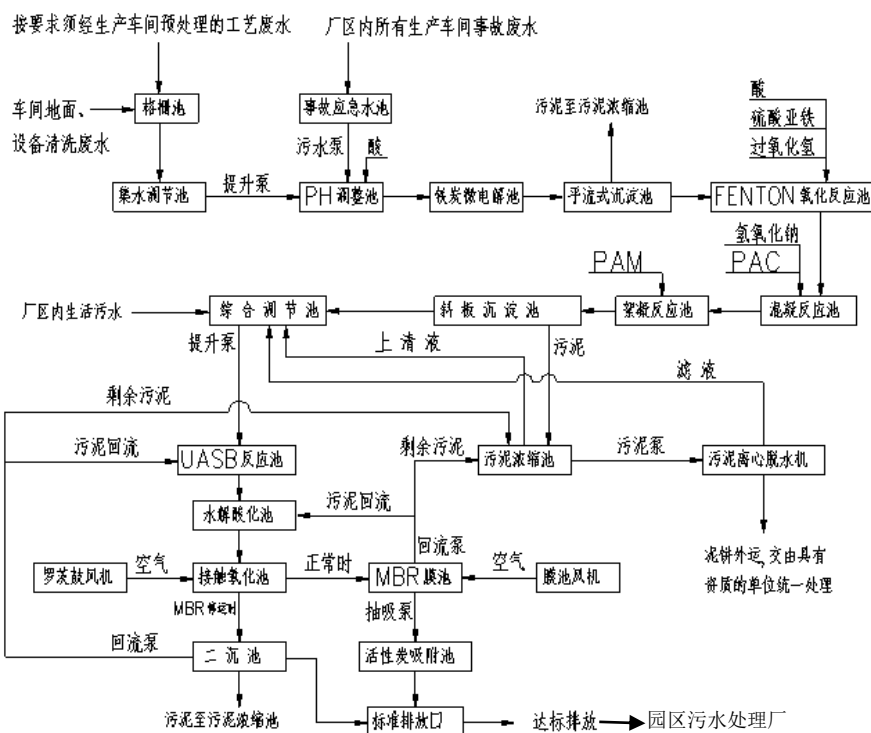 按要求须经生产车间预处理的工艺废水
厂区内所有生产车间事故废水
车间地面、
设备清洗废水
格栅池
事故应急水池
污泥至污泥浓缩池
酸
硫酸亚铁
过氧化氢
污水泵
酸
集水调节池
提升泵
PH调整池
铁炭微电解池
平流式沉淀池
FENTON氧化反应池
氢氧化钠
PAM
PAC
厂区内生活污水
综合调节池
斜板沉淀池
絮凝反应池
混凝反应池
提升泵
上清液
污泥
滤液
剩余污泥
污泥回流
剩余污泥
污泥泵
UASB反应池
污泥浓缩池
污泥离心脱水机
污泥回流
水解酸化池
回流泵
泥饼外运,交由具有
资质的单位统一处理
罗茨鼓风机
空气
接触氧化池
正常时
MBR膜池
空气
膜池风机
MBR停运时
抽吸泵
回流泵
二沉池
活性炭吸附池
污泥至污泥浓缩池
标准排放口
达标排放
园区污水处理厂